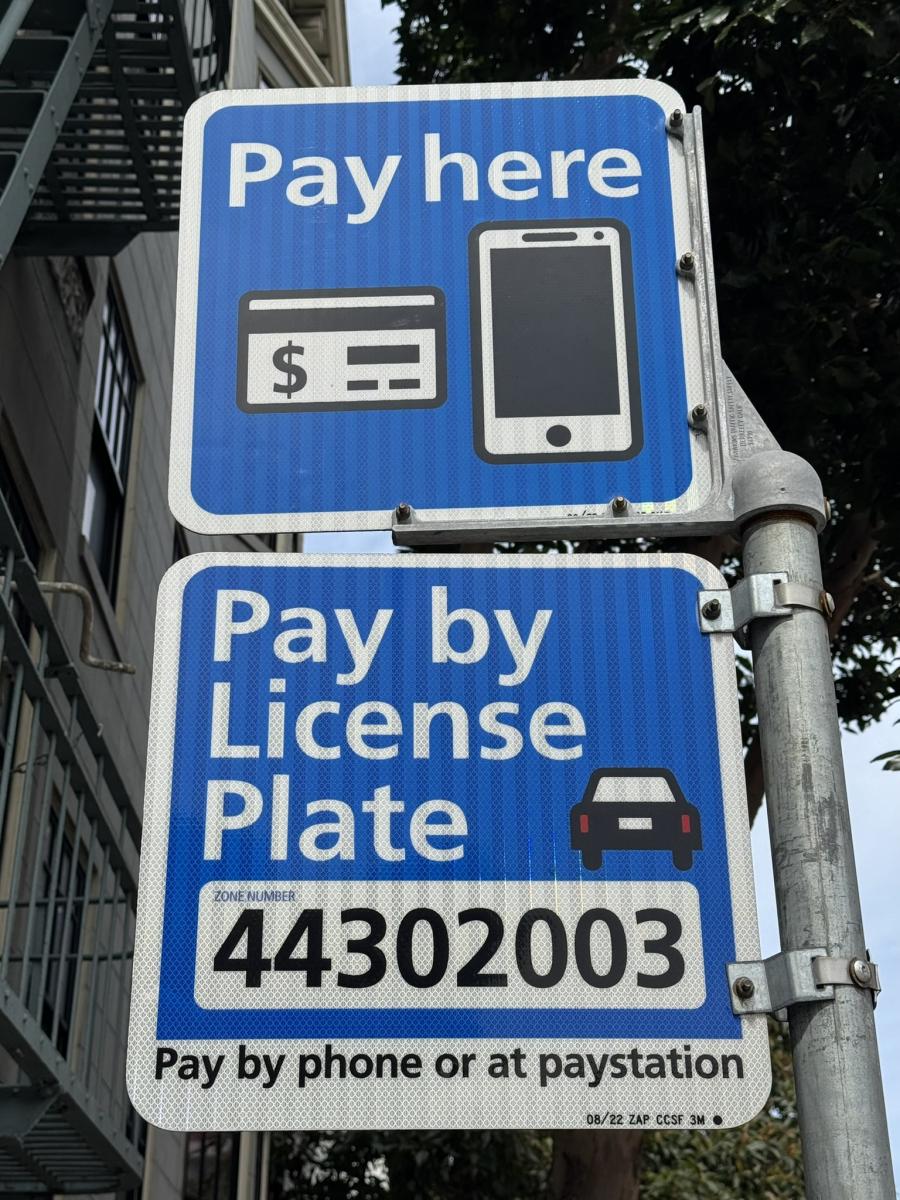 Pay here
$
Pay by
License
Plate
ZONE NUMBER
44302003
Pay by phone or at paystation
08/22 ZAP CCSF 3M